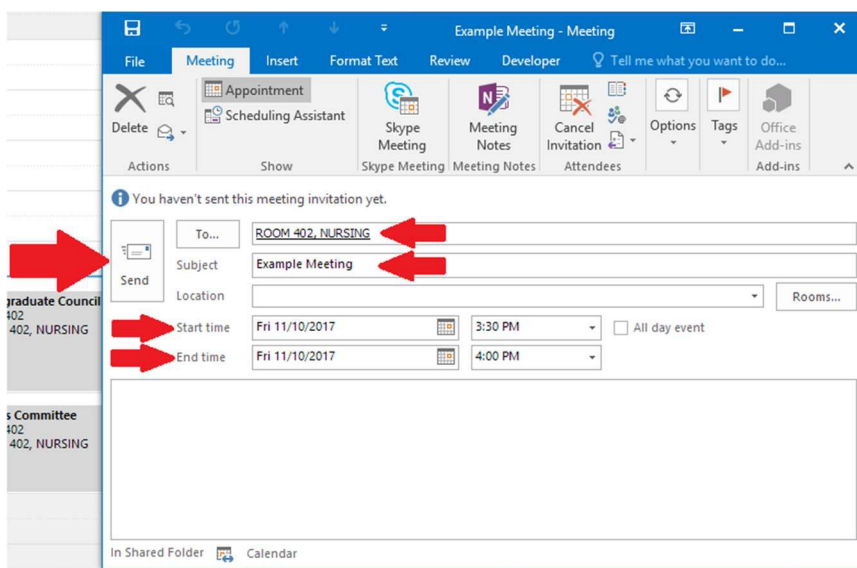 Example Meeting - Meeting
File Meeting Insert Format Text Review Developer Tell me what you want to do...
Delete
Actions
Appointment
Scheduling Assistant
Show
Skype
Meeting
Skype Meeting
Meeting
Notes
Meeting Notes
Cancel
Invitation
Attendees
Options
Tags
Office
Add-ins
Add-ins
You haven't sent this meeting invitation yet.
Send
To... ROOM 402, NURSING
Subject Example Meeting
Location Rooms...
Start time Fri 11/10/2017 3:30 PM All day event
End time Fri 11/10/2017 4:00 PM
In Shared Folder Calendar
graduate Council
402
402, NURSING
s Committee
402
402, NURSING